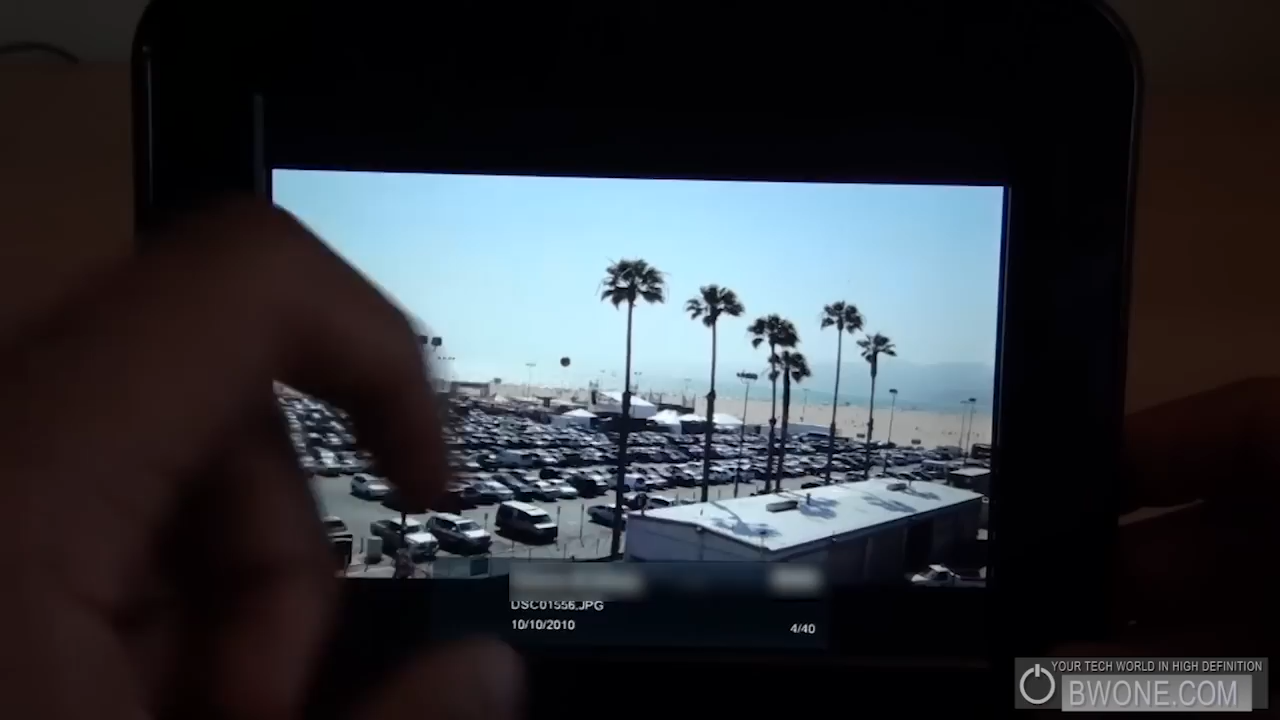 DSC01556.JPG
10/10/2010
4/40
YOUR TECH WORLD IN HIGH DEFINITION
BWONE.COM